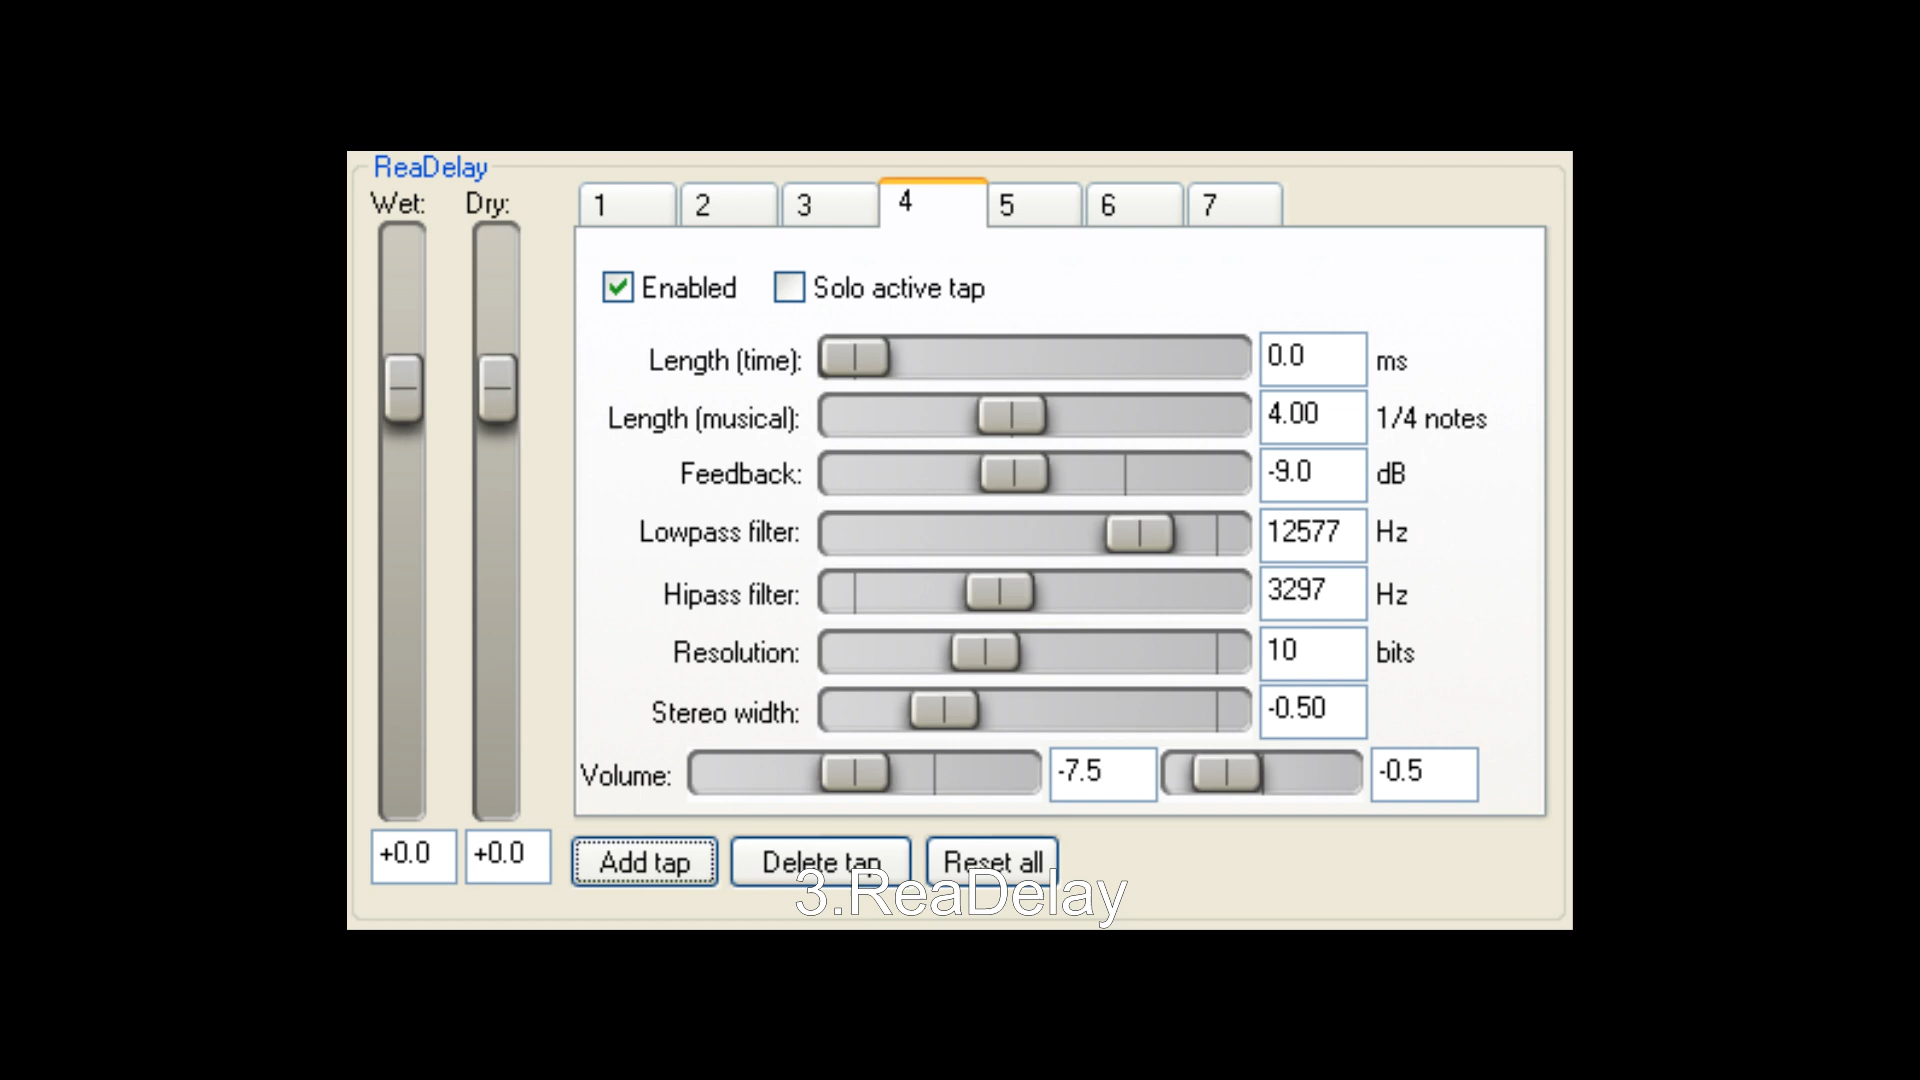 ReaDelay
Wet: Dry:
1 2 3 4 5 6 7
Enabled Solo active tap
Length (time): 0.0 ms
Length (musical): 4.00 1/4 notes
Feedback: -9.0 dB
Lowpass filter: 12577 Hz
Hipass filter: 3297 Hz
Resolution: 10 bits
Stereo width: -0.50
Volume: -7.5 -0.5
+0.0 +0.0
Add tap Delete tap Reset all
3.ReaDelay